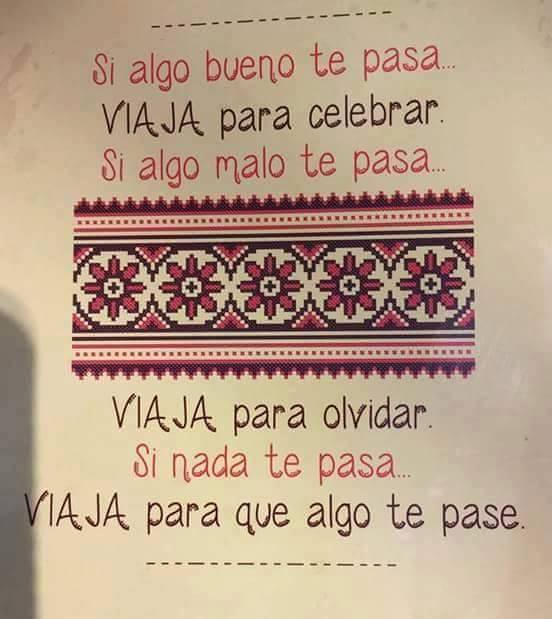 Si algo bueno te pasa...
VIAJA para celebrar.
Si algo malo te pasa...
VIAJA para olvidar.
Si nada te pasa...
VIAJA para que algo te pase.